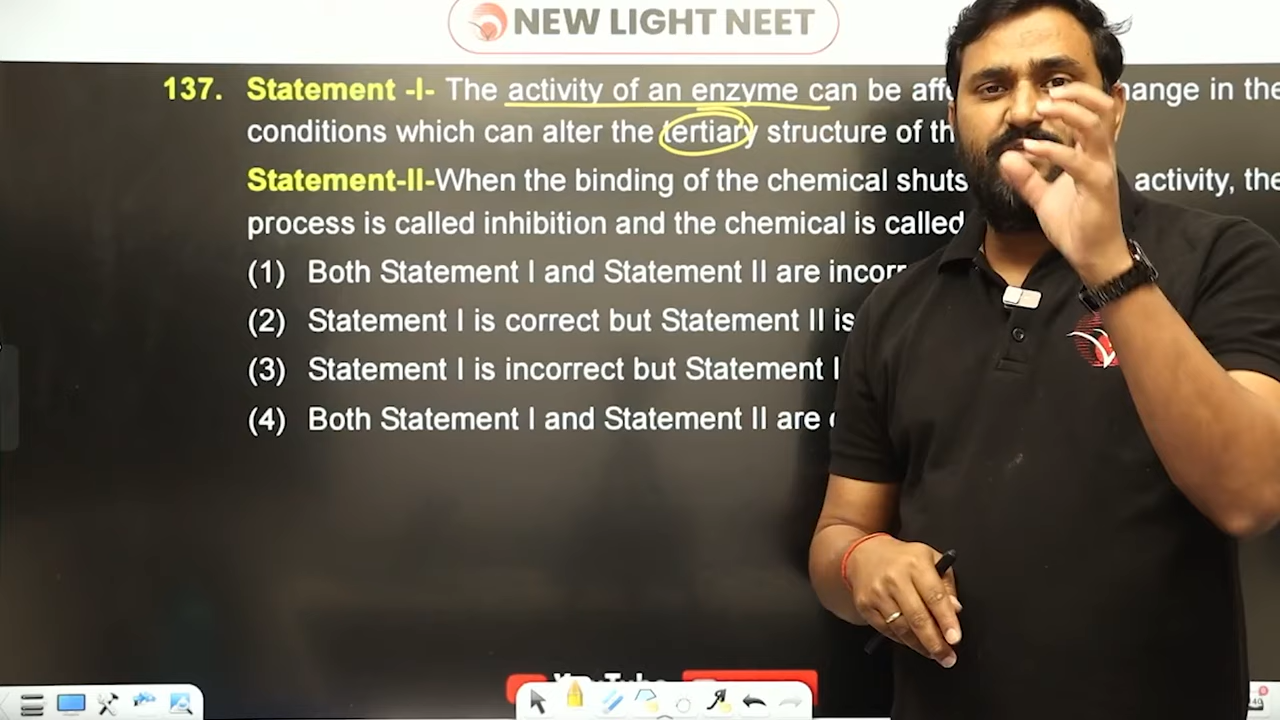 NEW LIGHT NEET
137. Statement -I- The activity of an enzyme can be affe hange in the
conditions which can alter the tertiary structure of th
Statement-II-When the binding of the chemical shuts activity, the
process is called inhibition and the chemical is called
(1) Both Statement I and Statement II are incorr
(2) Statement I is correct but Statement II is
(3) Statement I is incorrect but Statement I
(4) Both Statement I and Statement II are